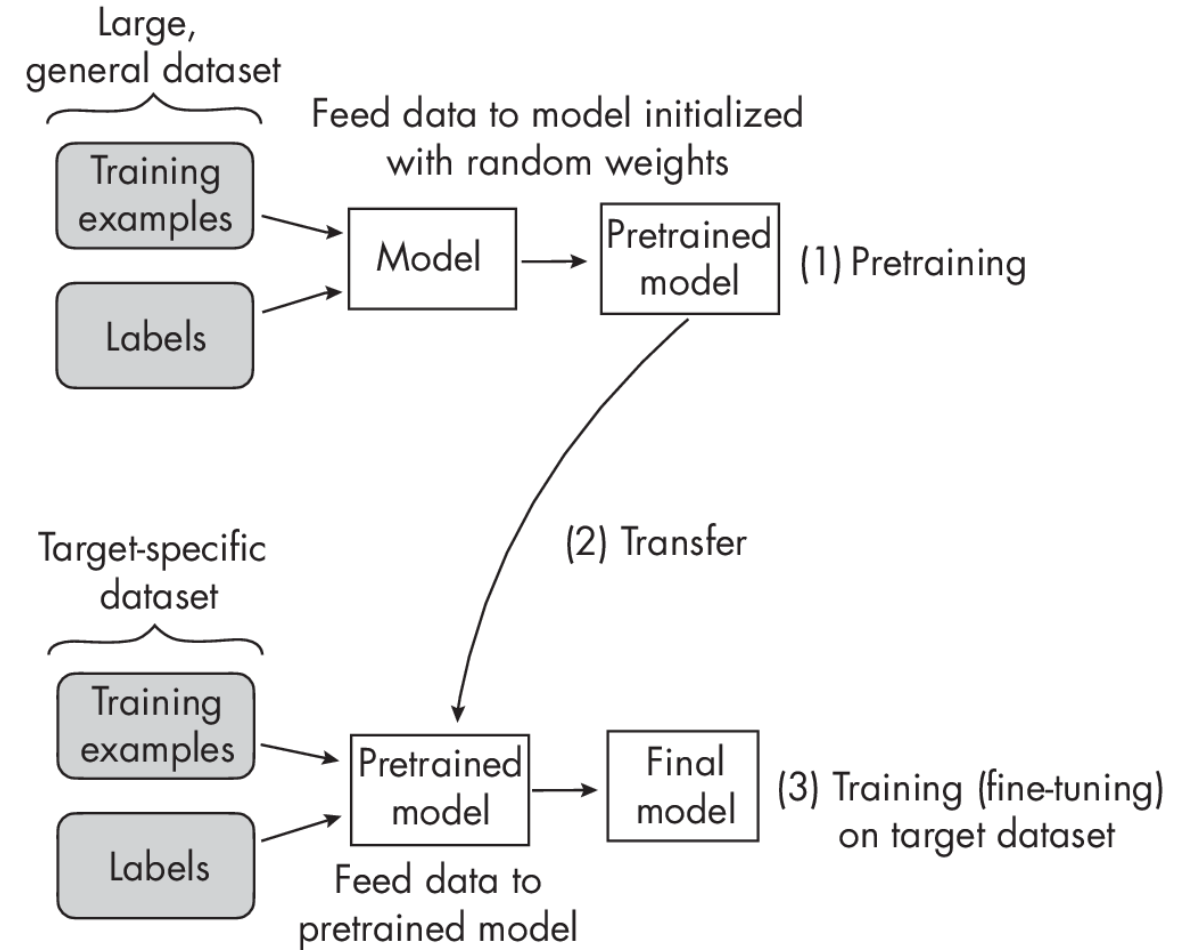 Large,
general dataset
Feed data to model initialized
with random weights
Training
examples
Labels
Model
Pretrained
model
(1) Pretraining
(2) Transfer
Target-specific
dataset
Training
examples
Labels
Pretrained
model
Feed data to
pretrained model
Final
model
(3) Training (fine-tuning)
on target dataset